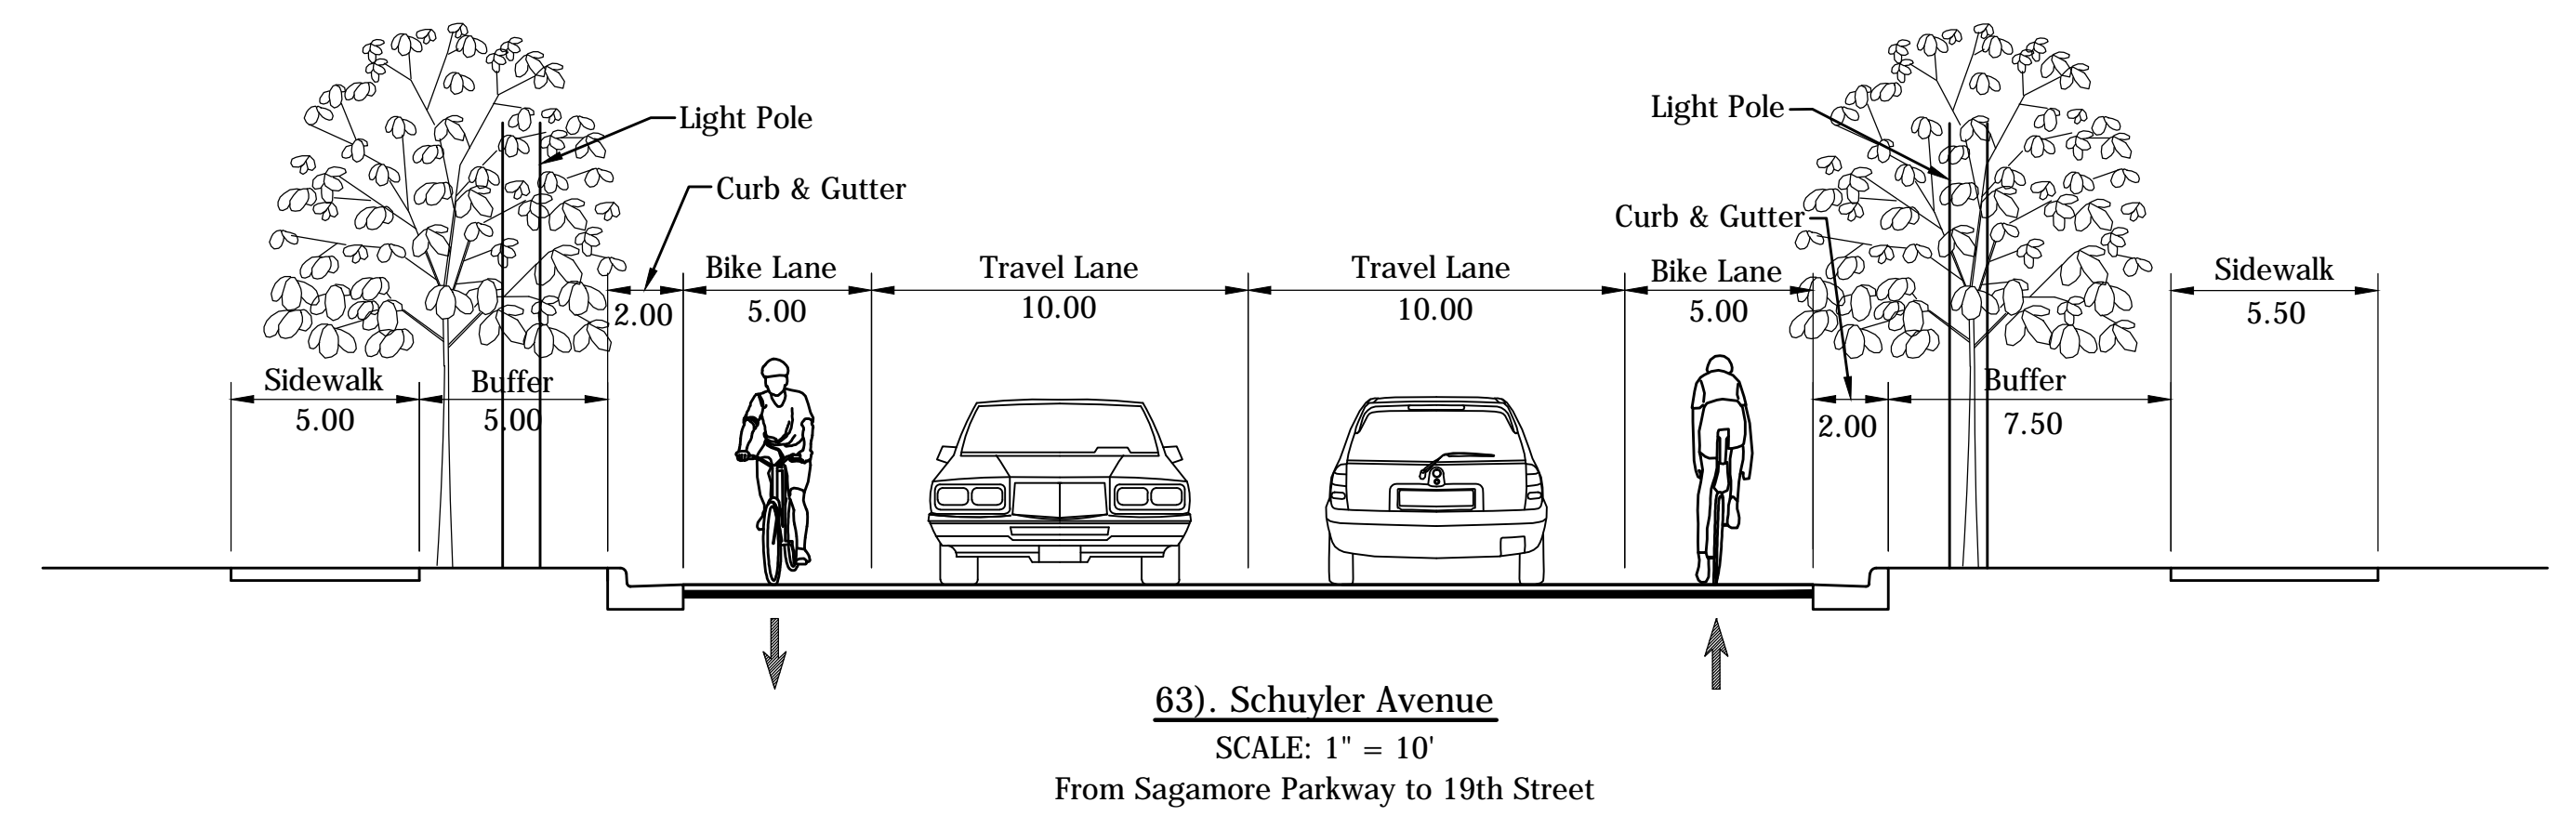 Light Pole
Curb & Gutter
Light Pole
Curb & Gutter
Bike Lane
5.00
Travel Lane
10.00
Travel Lane
10.00
Bike Lane
5.00
Sidewalk
5.50
2.00
Sidewalk
5.00
Buffer
5.00
2.00
Buffer
7.50
63). Schuyler Avenue
SCALE: 1" = 10'
From Sagamore Parkway to 19th Street